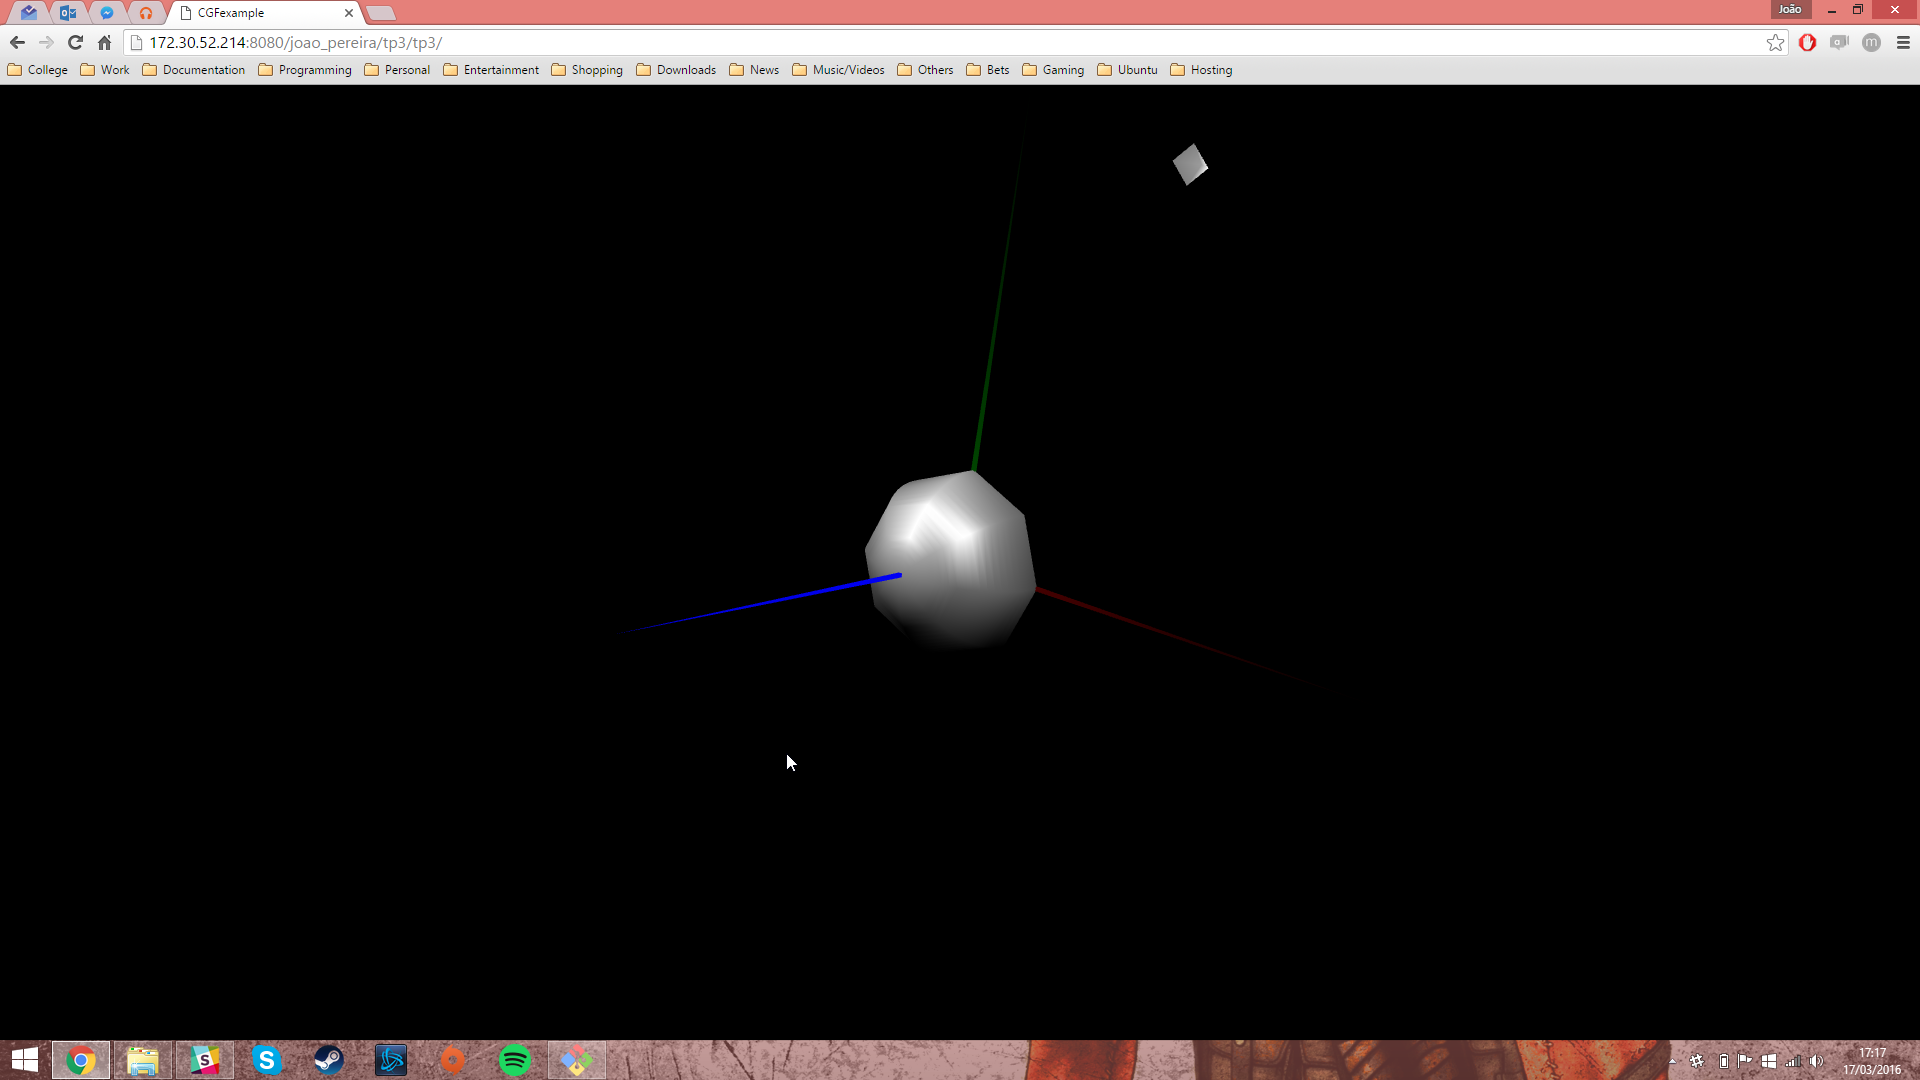 CGFexample
João
172.30.52.214:8080/joao_pereira/tp3/tp3/
College Work Documentation Programming Personal Entertainment Shopping Downloads News Music/Videos Others Bets Gaming Ubuntu Hosting
17:17
17/03/2016